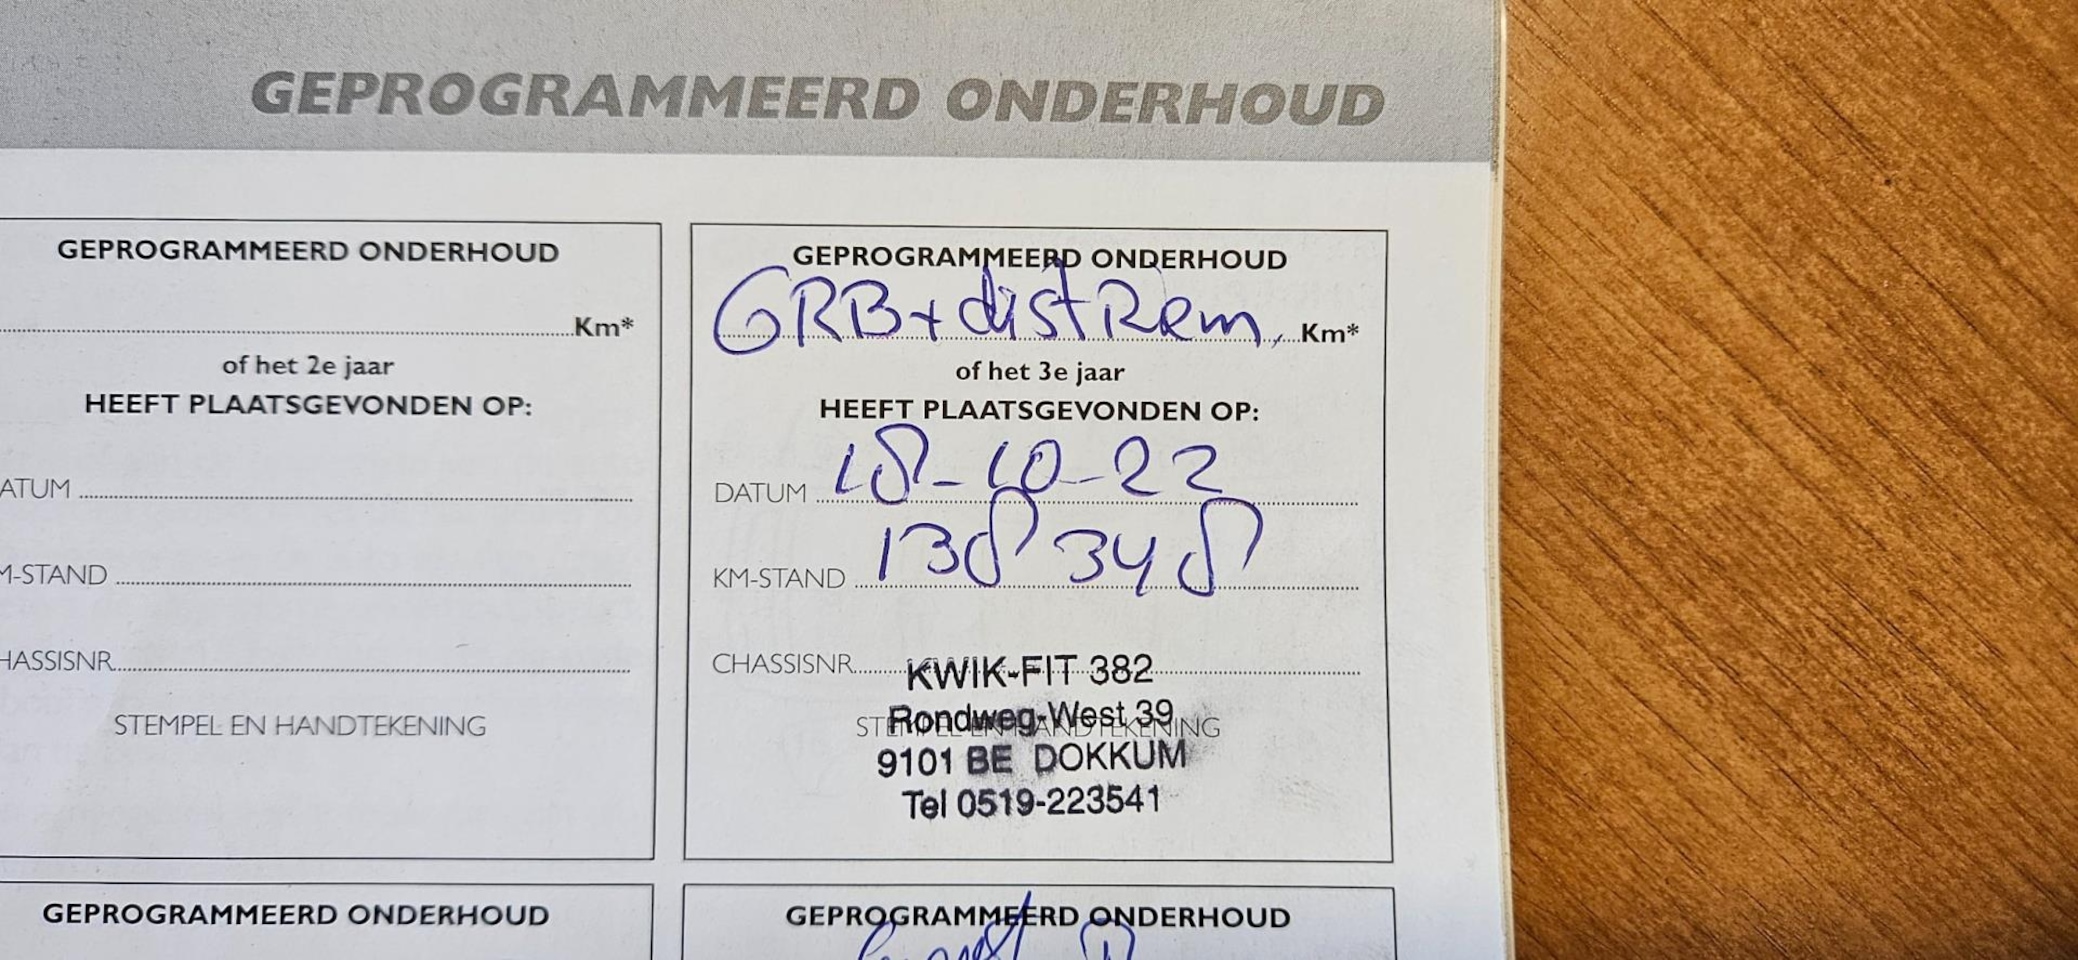 GEPROGRAMMEERD ONDERHOUD
GEPROGRAMMEERD ONDERHOUD
Km*
of het 2e jaar
HEEFT PLAATSGEVONDEN OP:
ATUM
M-STAND
HASSISNR
STEMPEL EN HANDTEKENING
GEPROGRAMMEERD ONDERHOUD
GRB+distRem, Km*
of het 3e jaar
HEEFT PLAATSGEVONDEN OP:
DATUM 18-10-22
KM-STAND 138348
CHASSISNR
KWIK-FIT 382
STEMPEL EN HANDTEKENING
Rondweg-West 39
9101 BE DOKKUM
Tel 0519-223541
GEPROGRAMMEERD ONDERHOUD
GEPROGRAMMEERD ONDERHOUD